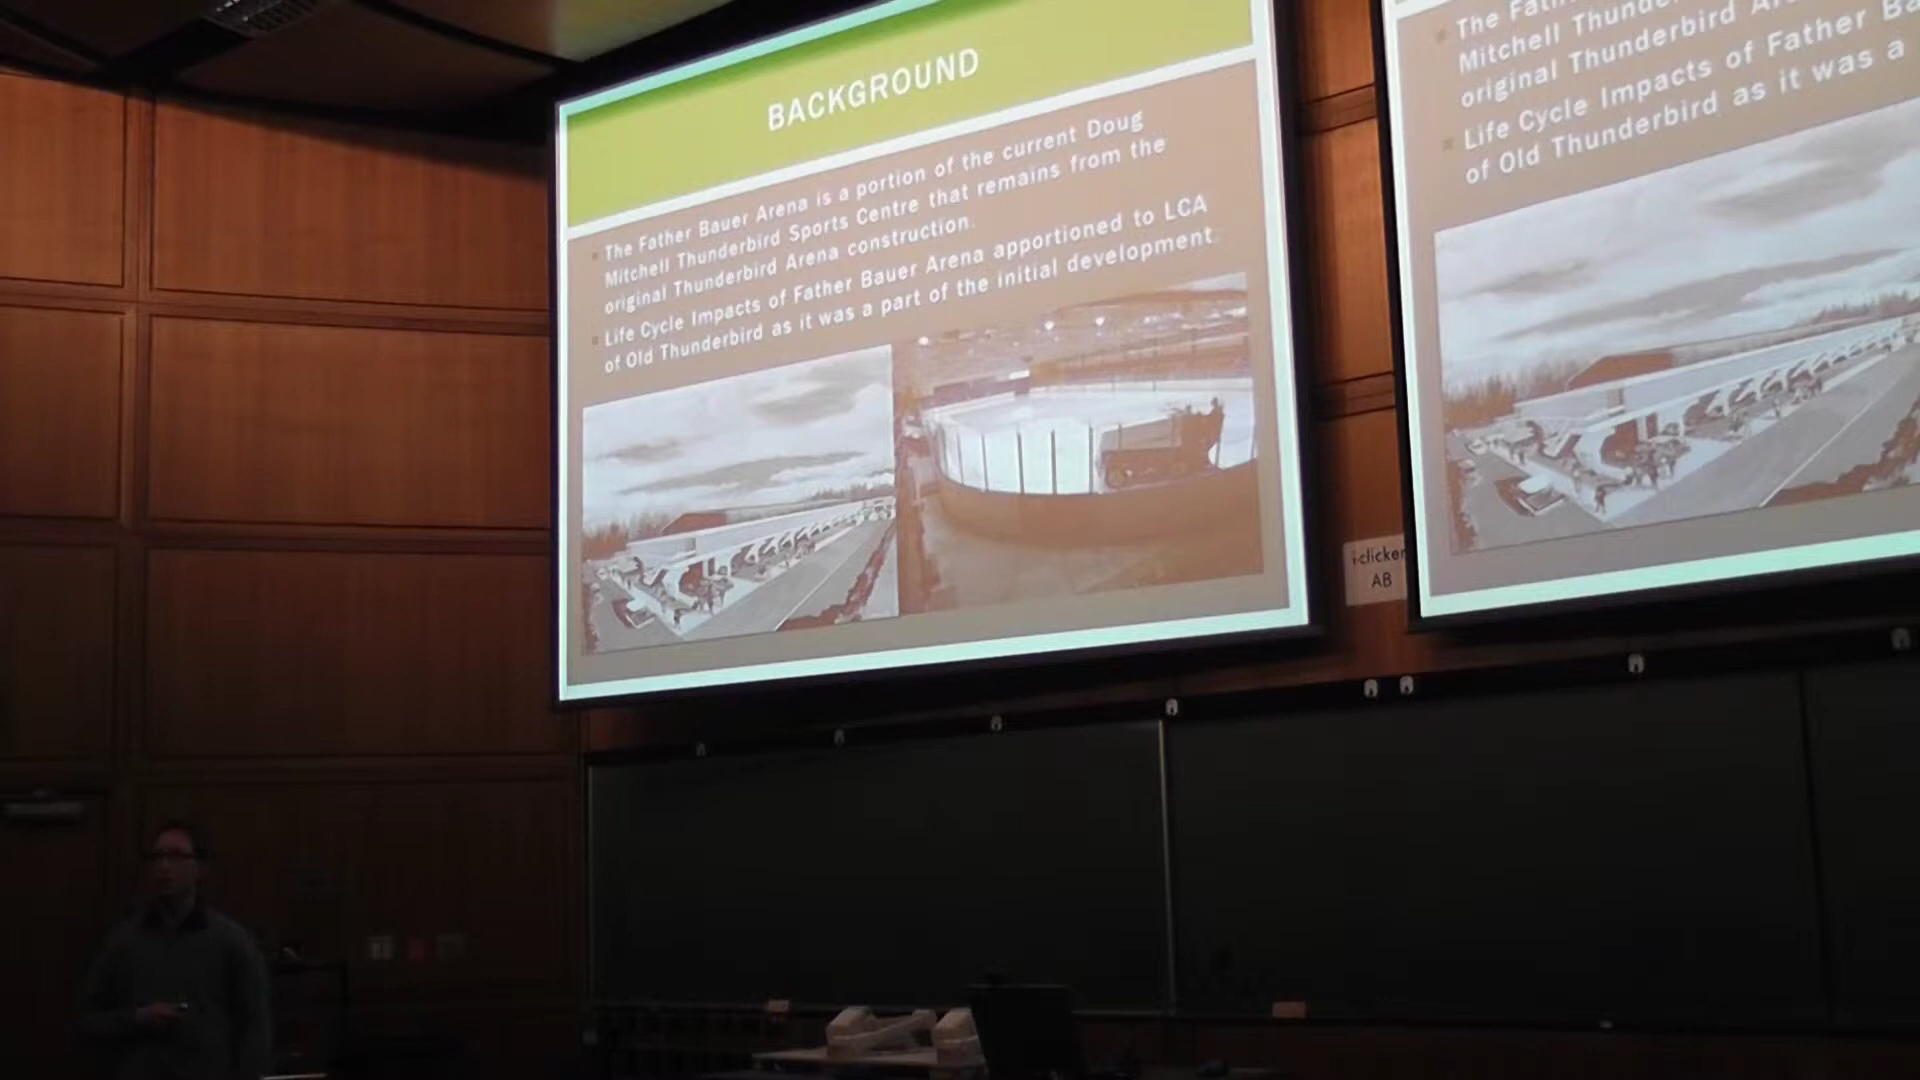 BACKGROUND
The Father Bauer Arena is a portion of the current Doug
Mitchell Thunderbird Sports Centre that remains from the
original Thunderbird Arena construction.
Life Cycle Impacts of Father Bauer Arena apportioned to LCA
of Old Thunderbird as it was a part of the initial development.
The
Mitchell
original Thunderbird
Life Cycle Impacts of Father
of Old Thunderbird as it was a
i-clicker
AB